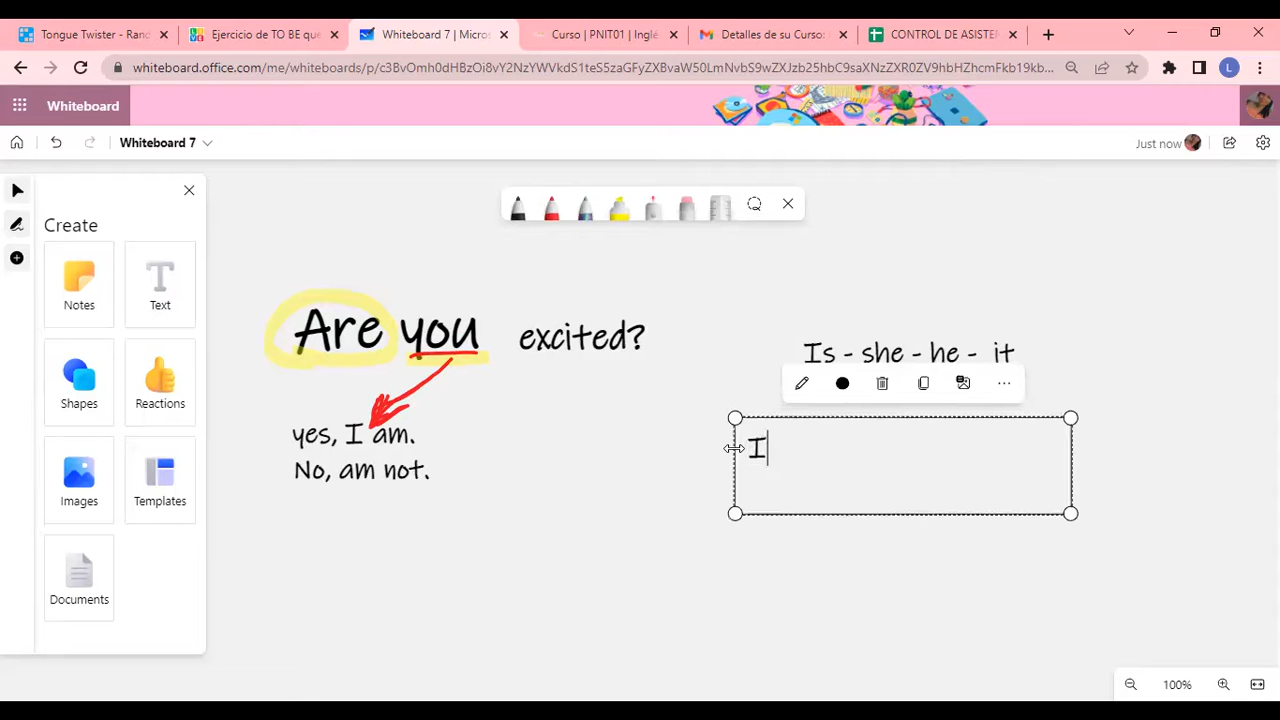 Tongue Twister - Rand
Ejercicio de TO BE que
Whiteboard 7 | Micros
Curso | PNIT01 | Inglé
Detalles de su Curso:
CONTROL DE ASISTEN
Whiteboard
Whiteboard 7
Just now
Create
Notes
Text
Shapes
Reactions
Images
Templates
Documents
Are you excited?
yes, I am.
No, am not.
Is - she - he - it
I
100%